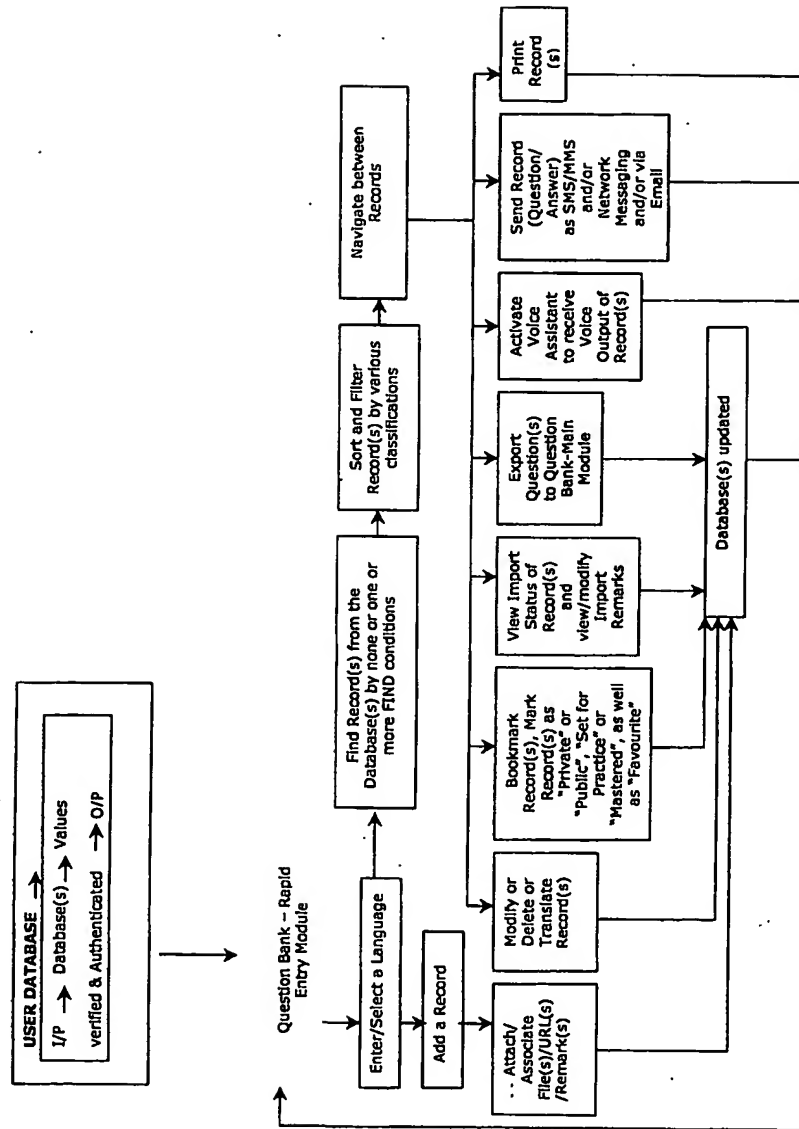 USER DATABASE
I/P → Database(s) → Values
verified & Authenticated → O/P
Question Bank – Rapid
Entry Module
Enter/Select a Language
Find Record(s) from the
Database(s) by none or one or
more FIND conditions
Sort and Filter
Record(s) by various
classifications
Navigate between
Records
Add a Record
Attach/
Associate
File(s)/URL(s)
/Remark(s)
Modify or
Delete or
Translate
Record(s)
Bookmark
Record(s), Mark
Record(s) as
"Private" or
"Public", "Set for
Practice" or
"Mastered", as well
as "Favourite"
View Import
Status of
Record(s)
and
view/modify
Import
Remarks
Export
Question(s)
to Question
Bank-Main
Module
Activate
Voice
Assistant
to receive
Voice
Output of
Record(s)
Send Record
(Question/
Answer)
as SMS/MMS
and/or
Network
Messaging
and/or via
Email
Print
Record
(s)
Database(s) updated